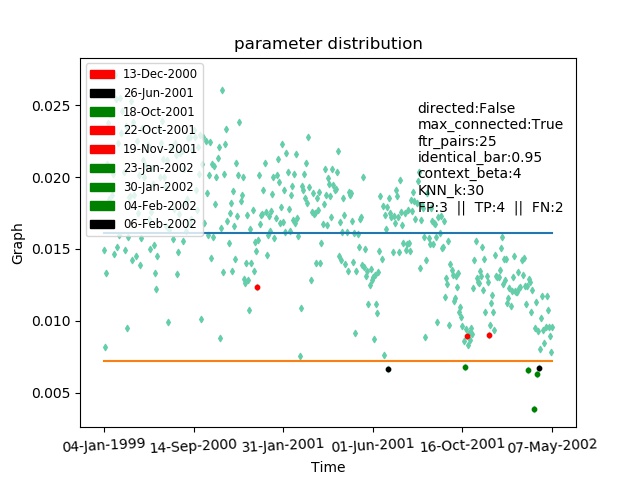 parameter distribution
13-Dec-2000
26-Jun-2001
18-Oct-2001
22-Oct-2001
19-Nov-2001
23-Jan-2002
30-Jan-2002
04-Feb-2002
06-Feb-2002
directed:False
max_connected:True
ftr_pairs:25
identical_bar:0.95
context_beta:4
KNN_k:30
FP:3 || TP:4 || FN:2
0.025
0.020
0.015
0.010
0.005
Graph
04-Jan-1999 14-Sep-2000 31-Jan-2001 01-Jun-2001 16-Oct-2001 07-May-2002
Time